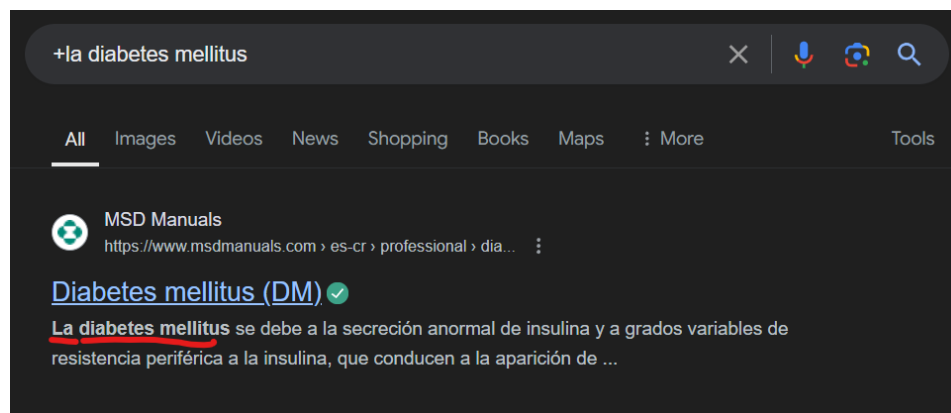 +la diabetes mellitus
All Images Videos News Shopping Books Maps More Tools
MSD Manuals
https://www.msdmanuals.com › es-cr › professional › dia...
Diabetes mellitus (DM)
La diabetes mellitus se debe a la secreción anormal de insulina y a grados variables de
resistencia periférica a la insulina, que conducen a la aparición de ...